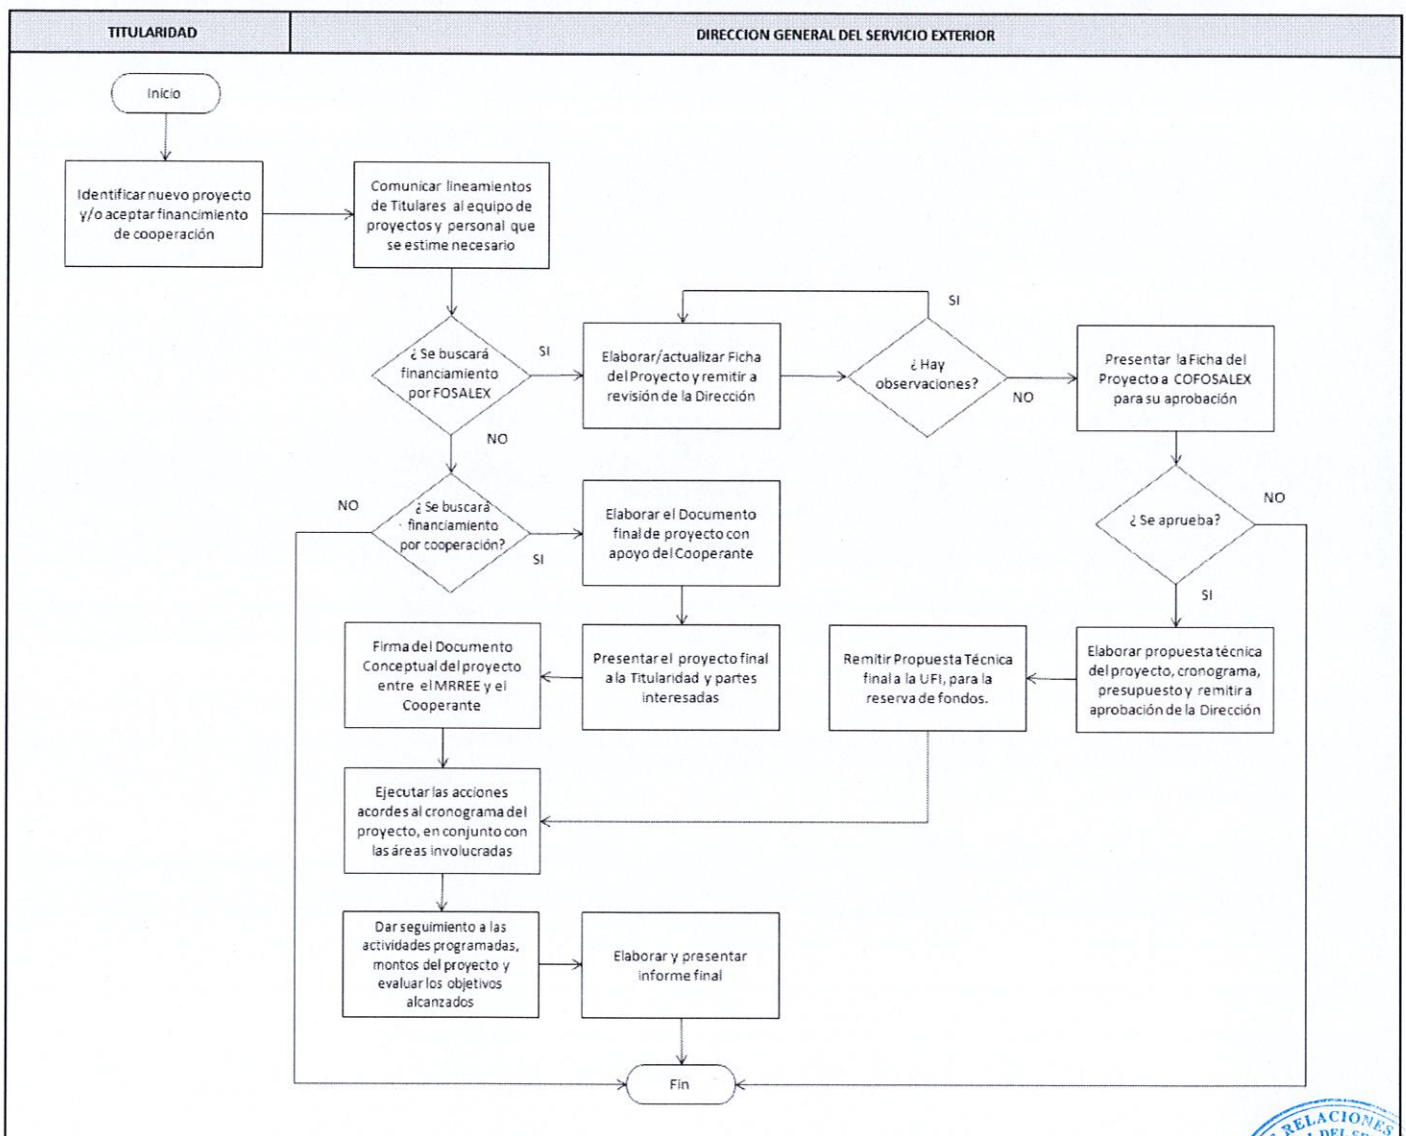 TITULARIDAD
DIRECCION GENERAL DEL SERVICIO EXTERIOR
Inicio
Identificar nuevo proyecto
y/o aceptar financimiento
de cooperación
Comunicar lineamientos
de Titulares al equipo de
proyectos y personal que
se estime necesario
¿ Se buscará
financiamiento
por FOSALEX
SI
NO
Elaborar/actualizar Ficha
del Proyecto y remitir a
revisión de la Dirección
¿ Hay
observaciones?
SI
NO
Presentar la Ficha del
Proyecto a COFOSALEX
para su aprobación
¿ Se aprueba?
NO
SI
¿ Se buscará
financiamiento
por cooperación?
NO
SI
Elaborar el Documento
final de proyecto con
apoyo del Cooperante
Presentar el proyecto final
a la Titularidad y partes
interesadas
Firma del Documento
Conceptual del proyecto
entre el MRREE y el
Cooperante
Elaborar propuesta técnica
del proyecto, cronograma,
presupuesto y remitir a
aprobación de la Dirección
Remitir Propuesta Técnica
final a la UFI, para la
reserva de fondos.
Ejecutar las acciones
acordes al cronograma del
proyecto, en conjunto con
las áreas involucradas
Dar seguimiento a las
actividades programadas,
montos del proyecto y
evaluar los objetivos
alcanzados
Elaborar y presentar
informe final
Fin
RELACIONES
DEL SE